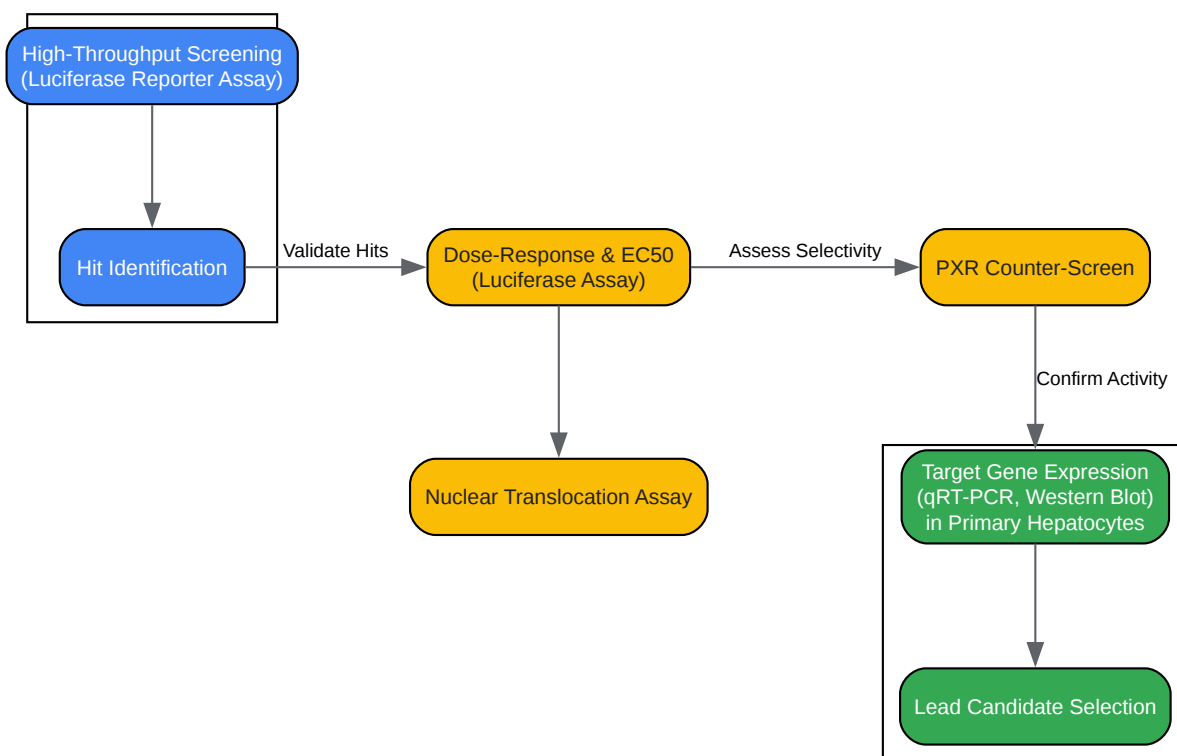 High-Throughput Screening
(Luciferase Reporter Assay)
Hit Identification
Validate Hits
Dose-Response & EC50
(Luciferase Assay)
Assess Selectivity
PXR Counter-Screen
Confirm Activity
Nuclear Translocation Assay
Target Gene Expression
(qRT-PCR, Western Blot)
in Primary Hepatocytes
Lead Candidate Selection